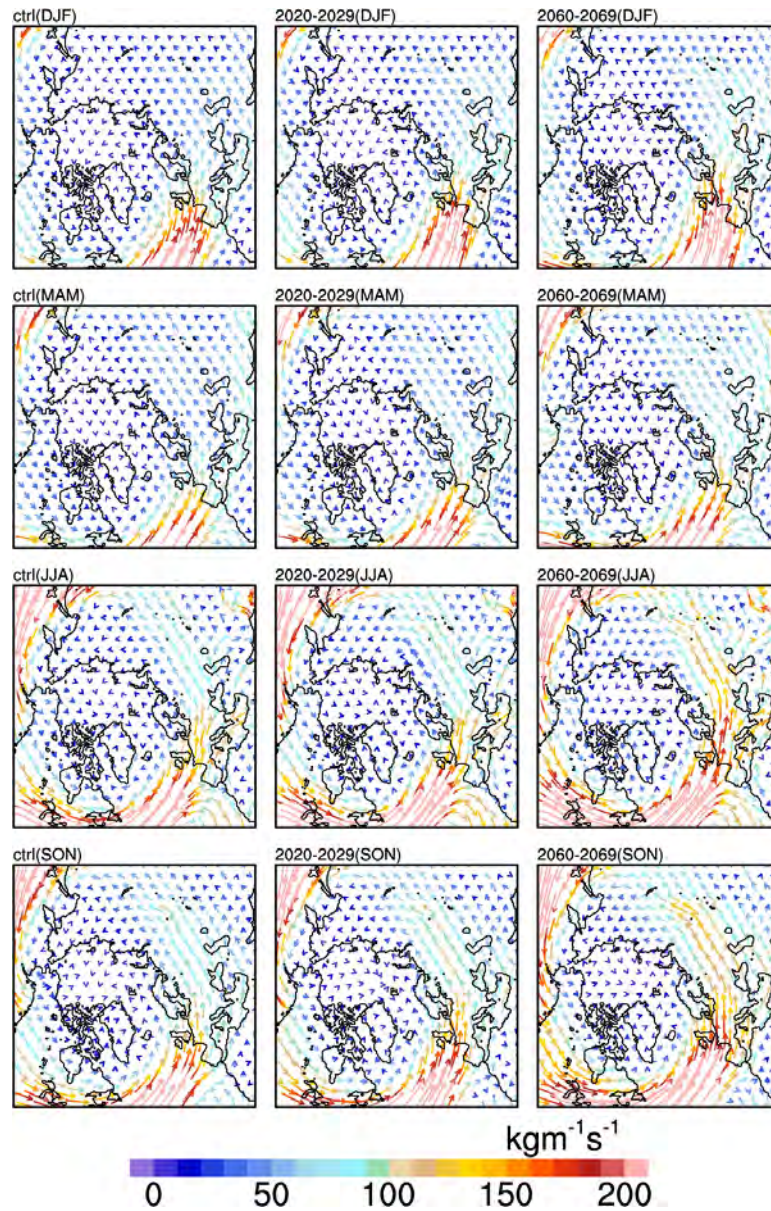 ctrl(DJF) 2020-2029(DJF) 2060-2069(DJF)
ctrl(MAM) 2020-2029(MAM) 2060-2069(MAM)
ctrl(JJA) 2020-2029(JJA) 2060-2069(JJA)
ctrl(SON) 2020-2029(SON) 2060-2069(SON)
kgm⁻¹s⁻¹
0 50 100 150 200